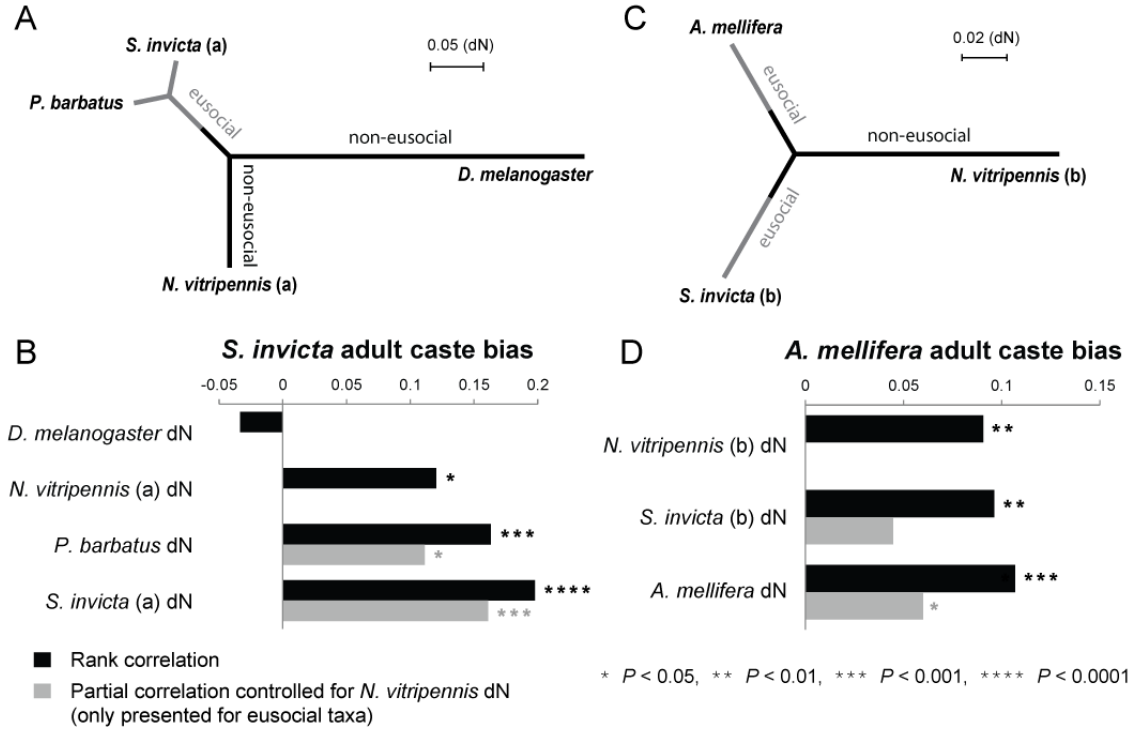 A
S. invicta (a)
0.05 (dN)
P. barbatus
eusocial
non-eusocial
D. melanogaster
non-eusocial
N. vitripennis (a)
C
A. mellifera
0.02 (dN)
eusocial
non-eusocial
N. vitripennis (b)
eusocial
S. invicta (b)
B
S. invicta adult caste bias
-0.05 0 0.05 0.1 0.15 0.2
D. melanogaster dN
N. vitripennis (a) dN *
P. barbatus dN ***
*
S. invicta (a) dN ****
***
Rank correlation
Partial correlation controlled for N. vitripennis dN
(only presented for eusocial taxa)
D
A. mellifera adult caste bias
0 0.05 0.1 0.15
N. vitripennis (b) dN **
S. invicta (b) dN **
A. mellifera dN ***
*
* P < 0.05, ** P < 0.01, *** P < 0.001, **** P < 0.0001